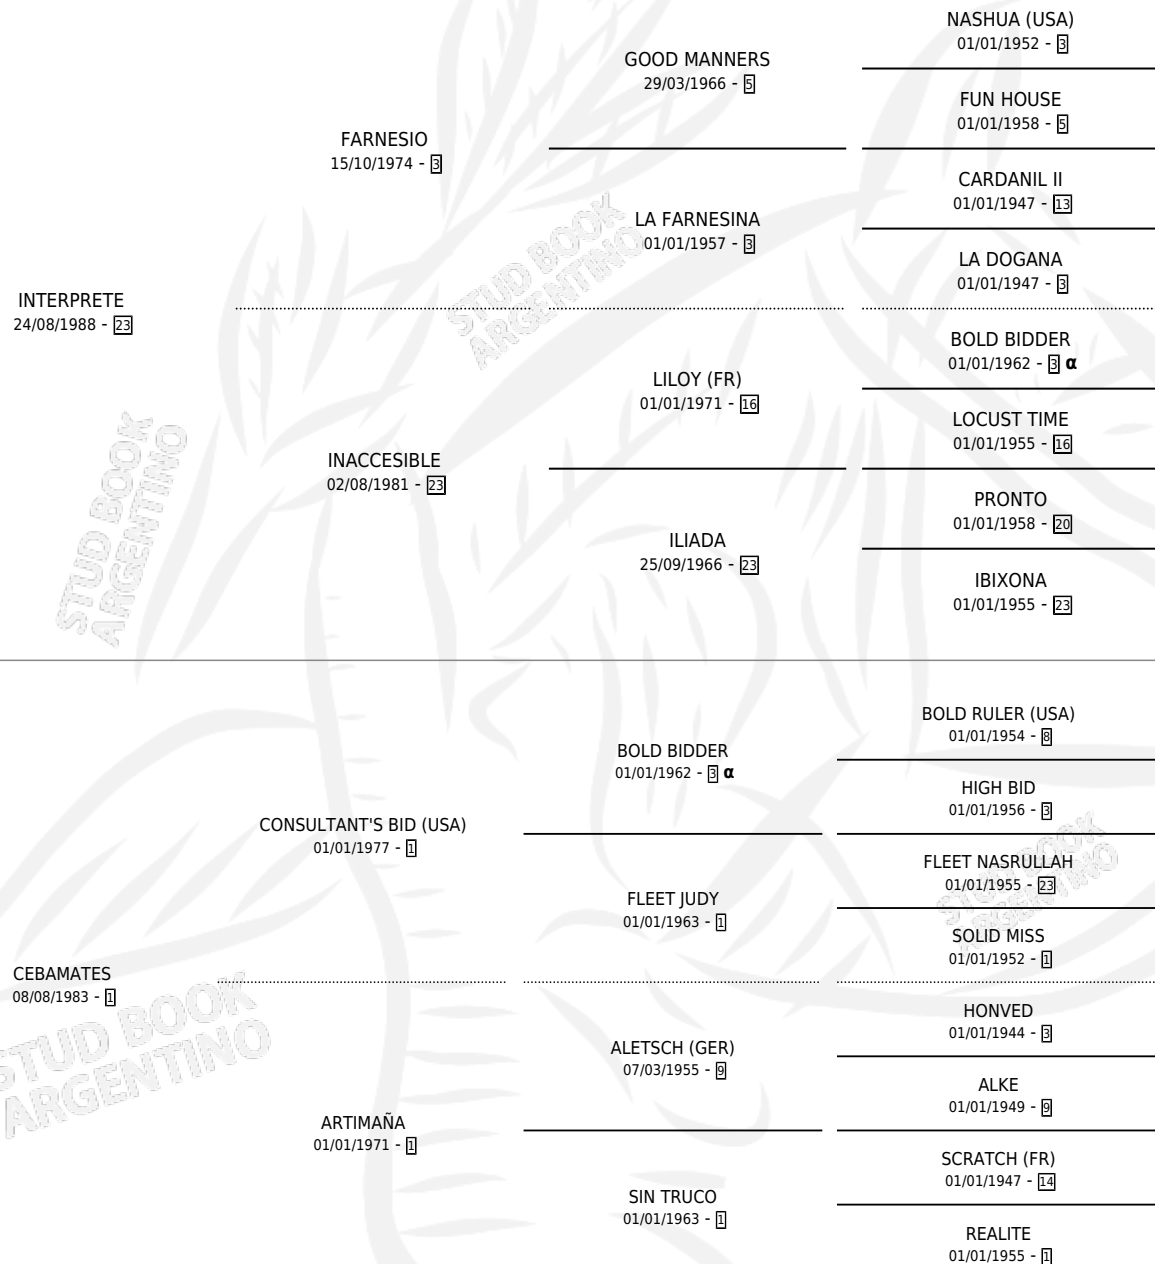 NASHUA (USA)
01/01/1952 - 3
GOOD MANNERS
29/03/1966 - 5
FUN HOUSE
01/01/1958 - 5
FARNESIO
15/10/1974 - 3
CARDANIL II
01/01/1947 - 13
LA FARNESINA
01/01/1957 - 3
LA DOGANA
01/01/1947 - 3
INTERPRETE
24/08/1988 - 23
BOLD BIDDER
01/01/1962 - 3 α
LILOY (FR)
01/01/1971 - 16
LOCUST TIME
01/01/1955 - 16
INACCESIBLE
02/08/1981 - 23
PRONTO
01/01/1958 - 20
ILIADA
25/09/1966 - 23
IBIXONA
01/01/1955 - 23
BOLD RULER (USA)
01/01/1954 - 8
BOLD BIDDER
01/01/1962 - 3 α
HIGH BID
01/01/1956 - 3
CONSULTANT'S BID (USA)
01/01/1977 - 1
FLEET NASRULLAH
01/01/1955 - 23
FLEET JUDY
01/01/1963 - 1
SOLID MISS
01/01/1952 - 1
CEBAMATES
08/08/1983 - 1
HONVED
01/01/1944 - 3
ALETSCH (GER)
07/03/1955 - 9
ALKE
01/01/1949 - 9
ARTIMAÑA
01/01/1971 - 1
SCRATCH (FR)
01/01/1947 - 14
SIN TRUCO
01/01/1963 - 1
REALITE
01/01/1955 - 1
STUD BOOK
ARGENTINO
STUD BOOK
ARGENTINO
STUD BOOK
ARGENTINO
STUD BOOK
ARGENTINO